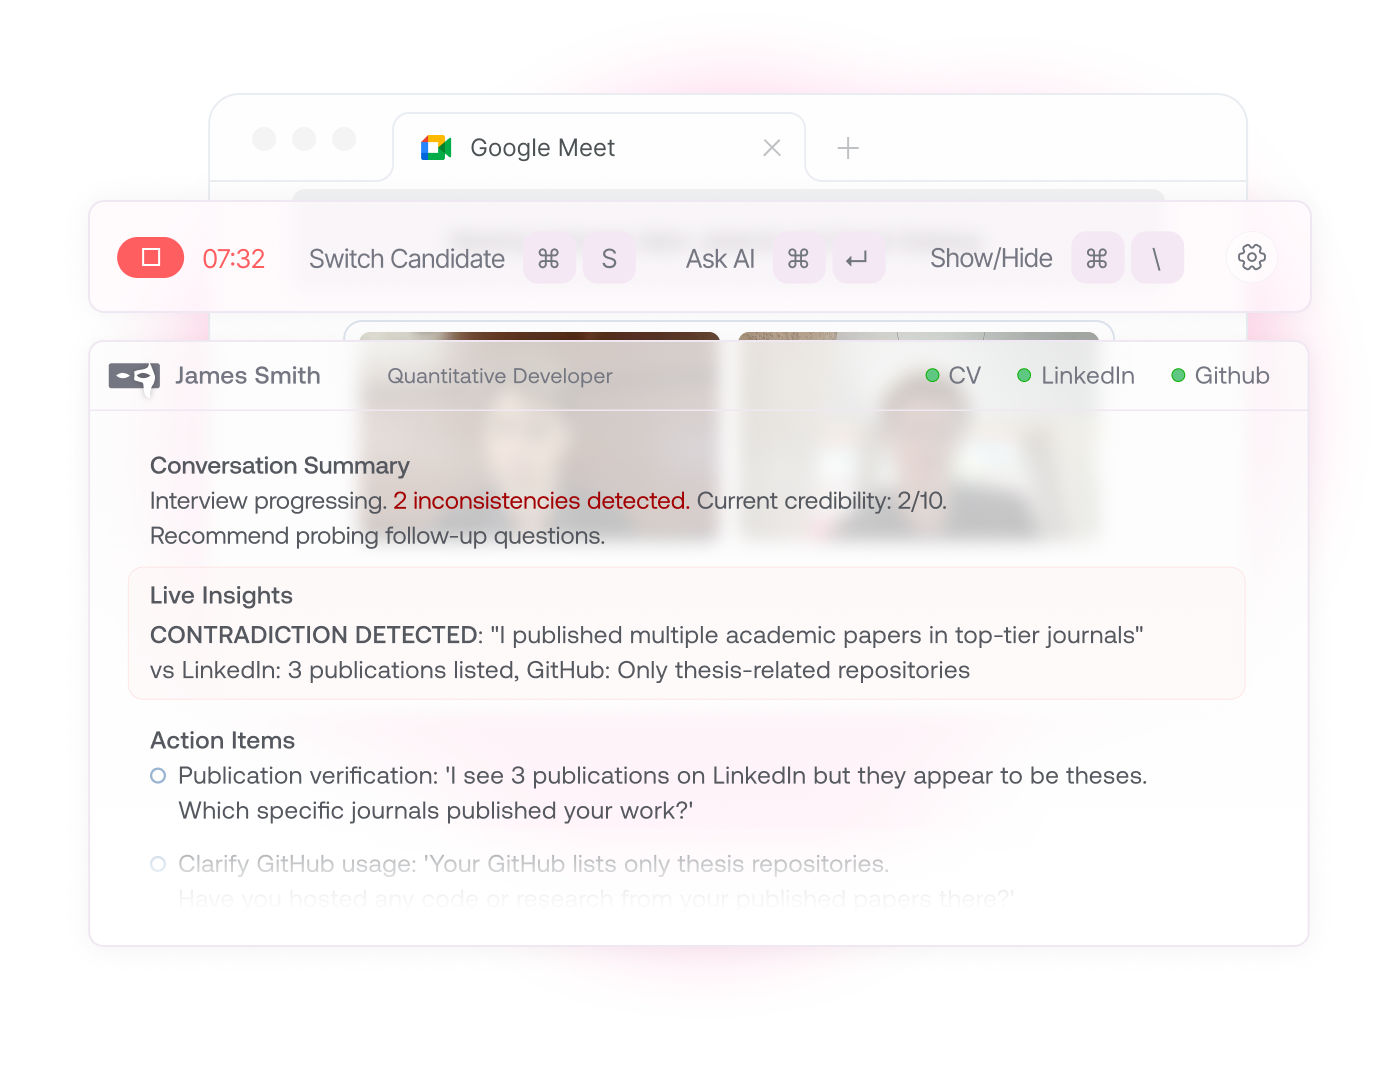 Google Meet
07:32 Switch Candidate ⌘ S Ask AI ⌘ ↵ Show/Hide ⌘ \
James Smith Quantitative Developer CV LinkedIn Github
Conversation Summary
Interview progressing. 2 inconsistencies detected. Current credibility: 2/10.
Recommend probing follow-up questions.
Live Insights
CONTRADICTION DETECTED: "I published multiple academic papers in top-tier journals"
vs LinkedIn: 3 publications listed, GitHub: Only thesis-related repositories
Action Items
Publication verification: 'I see 3 publications on LinkedIn but they appear to be theses.
Which specific journals published your work?'
Clarify GitHub usage: 'Your GitHub lists only thesis repositories.
Have you hosted any code or research from your published papers there?'